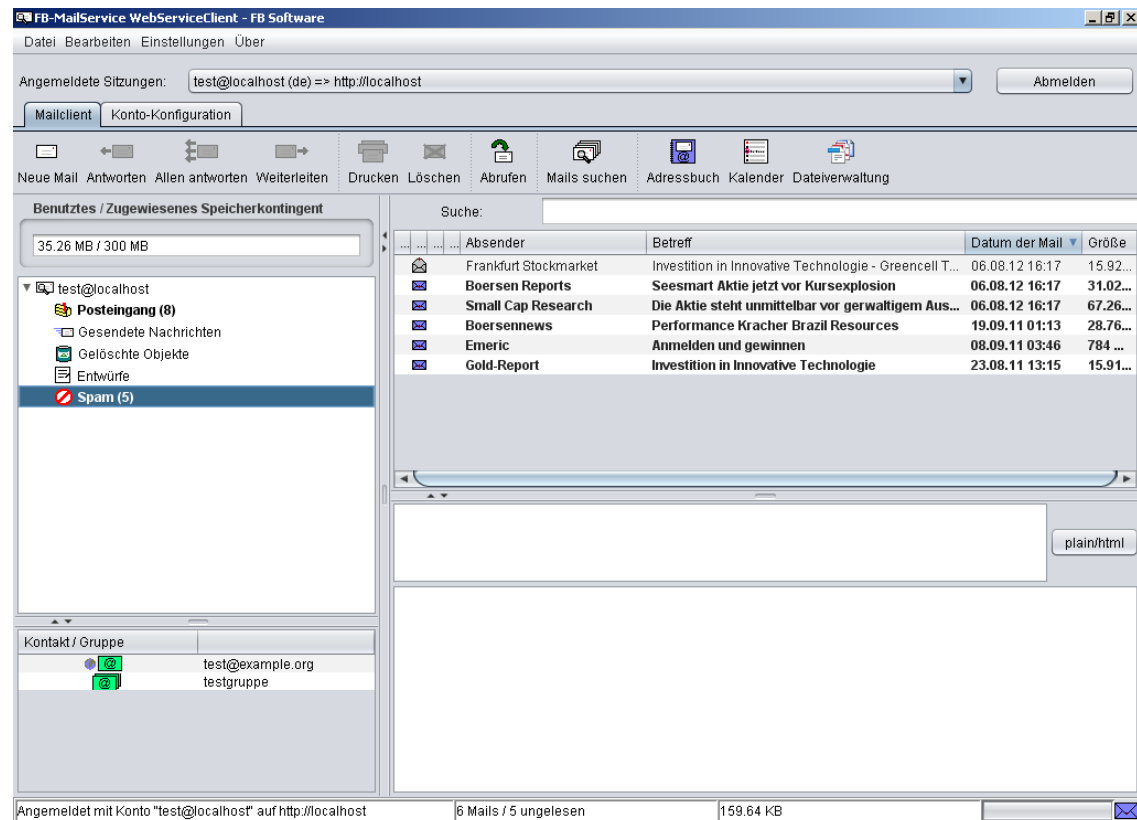 FB-MailService WebServiceClient - FB Software
Datei Bearbeiten Einstellungen Über
Angemeldete Sitzungen: test@localhost (de) => http://localhost Abmelden
Mailclient Konto-Konfiguration
Neue Mail Antworten Allen antworten Weiterleiten Drucken Löschen Abrufen Mails suchen Adressbuch Kalender Dateiverwaltung
Benutztes / Zugewiesenes Speicherkontingent
35.26 MB / 300 MB
test@localhost
Posteingang (8)
Gesendete Nachrichten
Gelöschte Objekte
Entwürfe
Spam (5)
Kontakt / Gruppe
@ test@example.org
@ testgruppe
Suche:
... ... ... ... Absender Betreff Datum der Mail Größe
Frankfurt Stockmarket Investition in Innovative Technologie - Greencell T... 06.08.12 16:17 15.92...
Boersen Reports Seesmart Aktie jetzt vor Kursexplosion 06.08.12 16:17 31.02...
Small Cap Research Die Aktie steht unmittelbar vor gerwaltigem Aus... 06.08.12 16:17 67.26...
Boersennews Performance Kracher Brazil Resources 19.09.11 01:13 28.76...
Emeric Anmelden und gewinnen 08.09.11 03:46 784 ...
Gold-Report Investition in Innovative Technologie 23.08.11 13:15 15.91...
plain/html
Angemeldet mit Konto "test@localhost" auf http://localhost 6 Mails / 5 ungelesen 159.64 KB